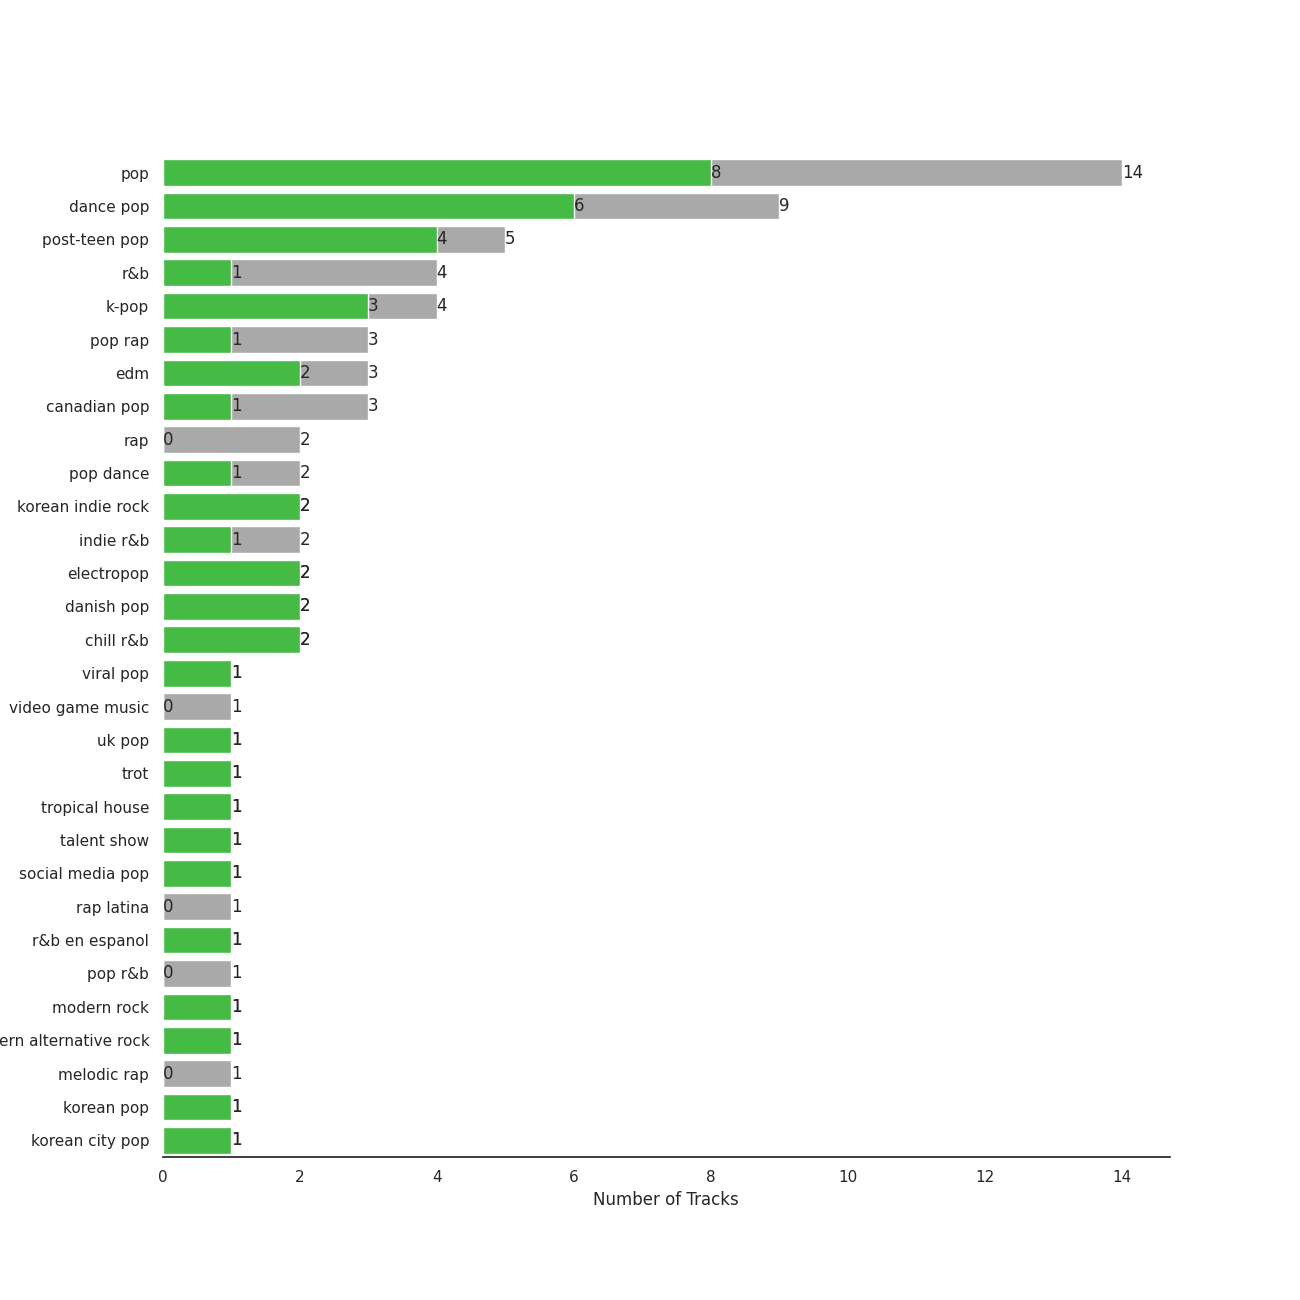 pop 8 14
dance pop 6 9
post-teen pop 4 5
r&b 1 4
k-pop 3 4
pop rap 1 3
edm 2 3
canadian pop 1 3
rap 0 2
pop dance 1 2
korean indie rock 2
indie r&b 1 2
electropop 2
danish pop 2
chill r&b 2
viral pop 1
video game music 0 1
uk pop 1
trot 1
tropical house 1
talent show 1
social media pop 1
rap latina 0 1
r&b en espanol 1
pop r&b 0 1
modern rock 1
ern alternative rock 1
melodic rap 0 1
korean pop 1
korean city pop 1
0 2 4 6 8 10 12 14
Number of Tracks